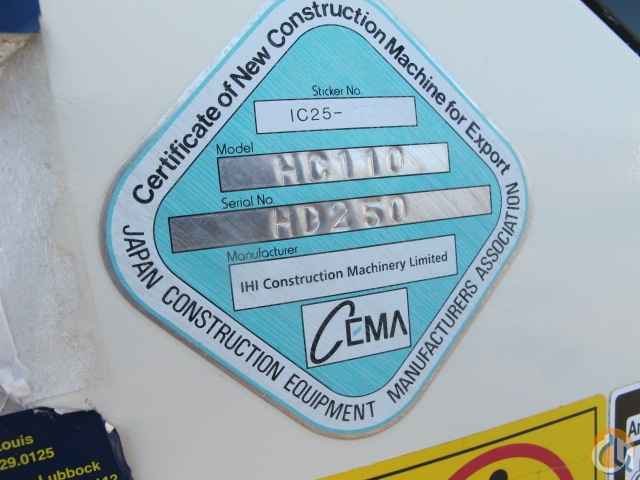 Certificate of New Construction Machine for Export
Sticker No.
IC25-
Model
HC110
Serial No.
HD250
Manufacturer
IHI Construction Machinery Limited
CEMA
JAPAN CONSTRUCTION EQUIPMENT MANUFACTURERS ASSOCIATION
ouis
29.0125
Lubbock